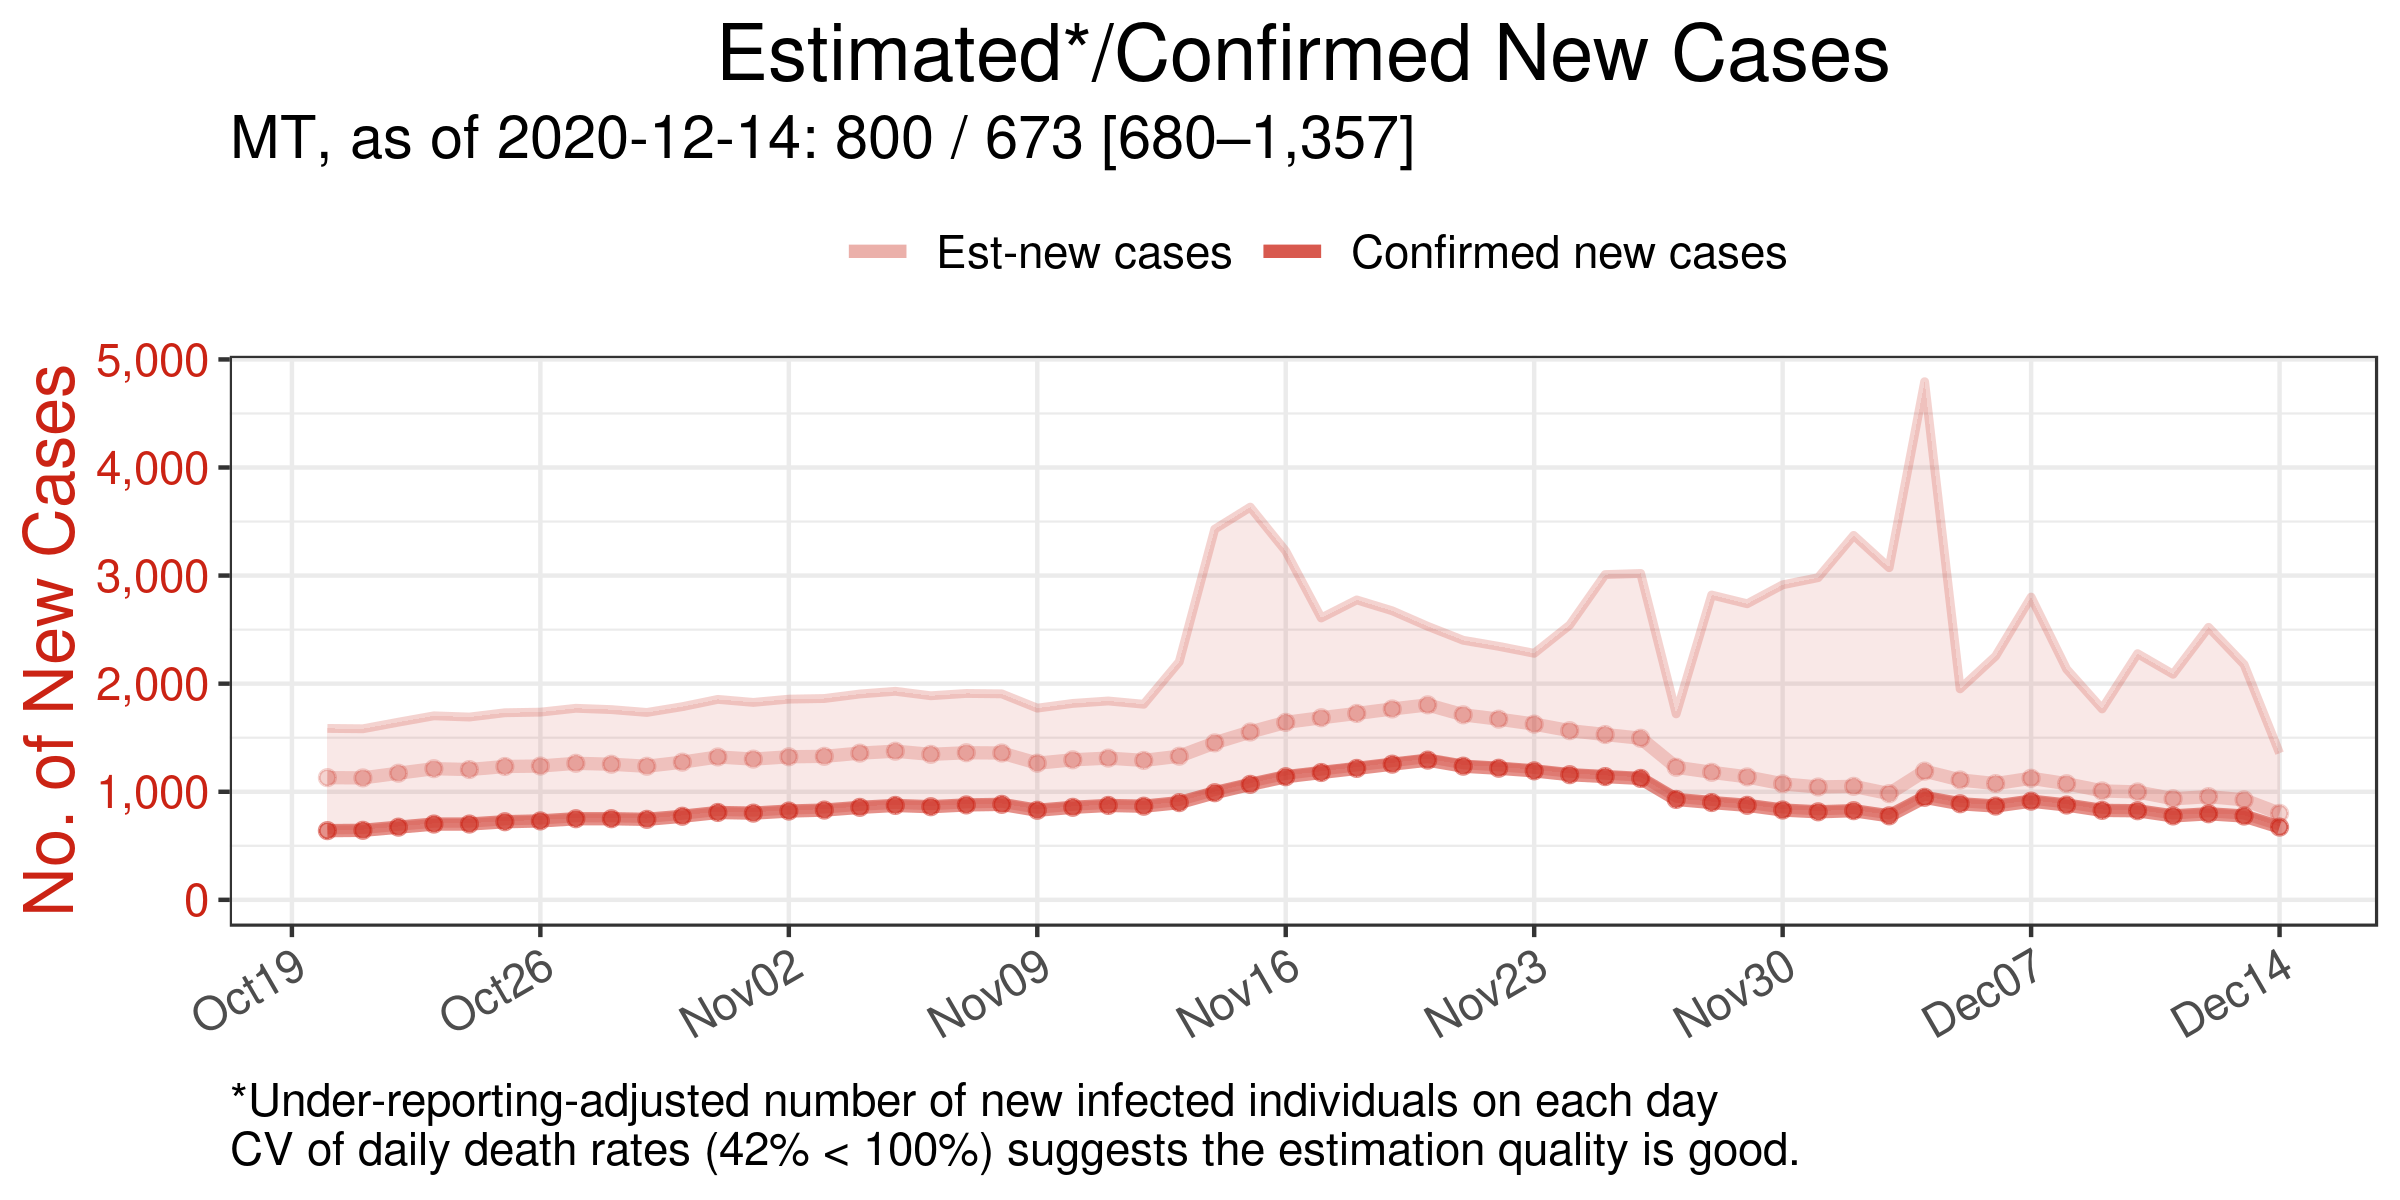 Estimated*/Confirmed New Cases
MT, as of 2020-12-14: 800 / 673 [680–1,357]
Est-new cases
Confirmed new cases
No. of New Cases
5,000
4,000
3,000
2,000
1,000
0
Oct19
Oct26
Nov02
Nov09
Nov16
Nov23
Nov30
Dec07
Dec14
*Under-reporting-adjusted number of new infected individuals on each day
CV of daily death rates (42% < 100%) suggests the estimation quality is good.